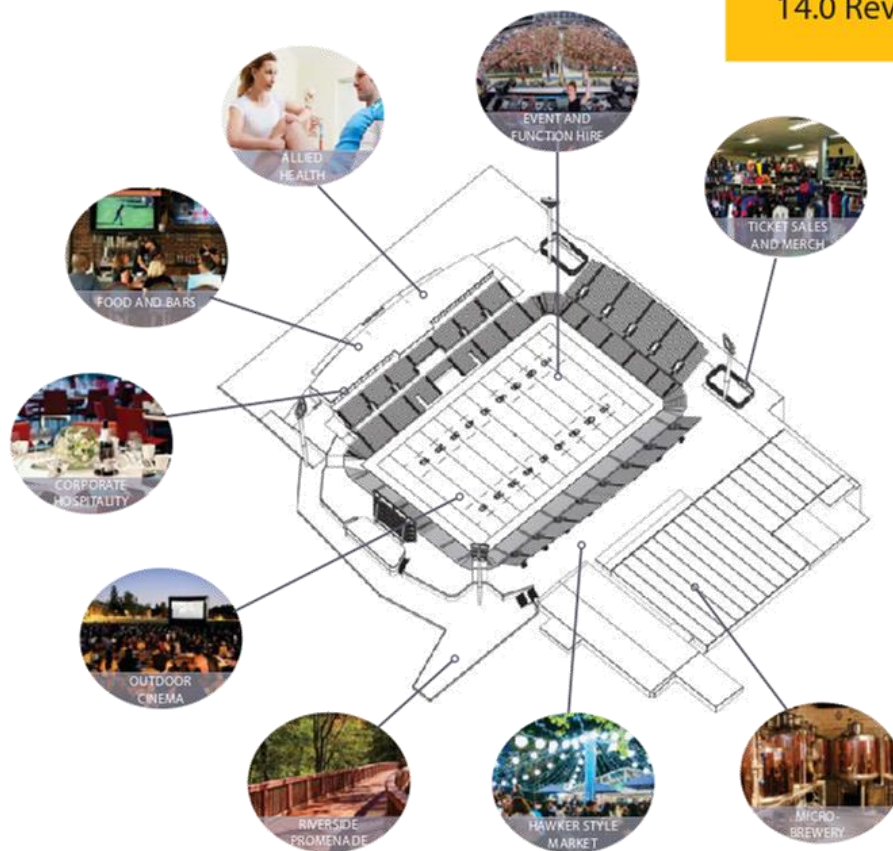 14.0 Rev
EVENT AND
FUNCTION HIRE
ALLIED
HEALTH
TICKET SALES
AND MERCH
FOOD AND BARS
CORPORATE
HOSPITALITY
OUTDOOR
CINEMA
RIVERSIDE
PROMENADE
HAWKER STYLE
MARKET
MICRO-
BREWERY